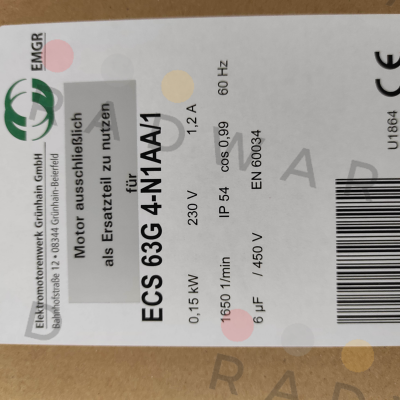 EMGR
Elektromotorenwerk Grünhain GmbH
Bahnhofstraße 12 • 08344 Grünhain-Beierfeld
Motor ausschließlich
als Ersatzteil zu nutzen
für
ECS 63G 4-N1AA/1
0,15 kW 230 V 1,2 A
1650 1/min IP 54 cos 0,99 60 Hz
6 µF / 450 V EN 60034
CE
U1864
RADWAR
RADW